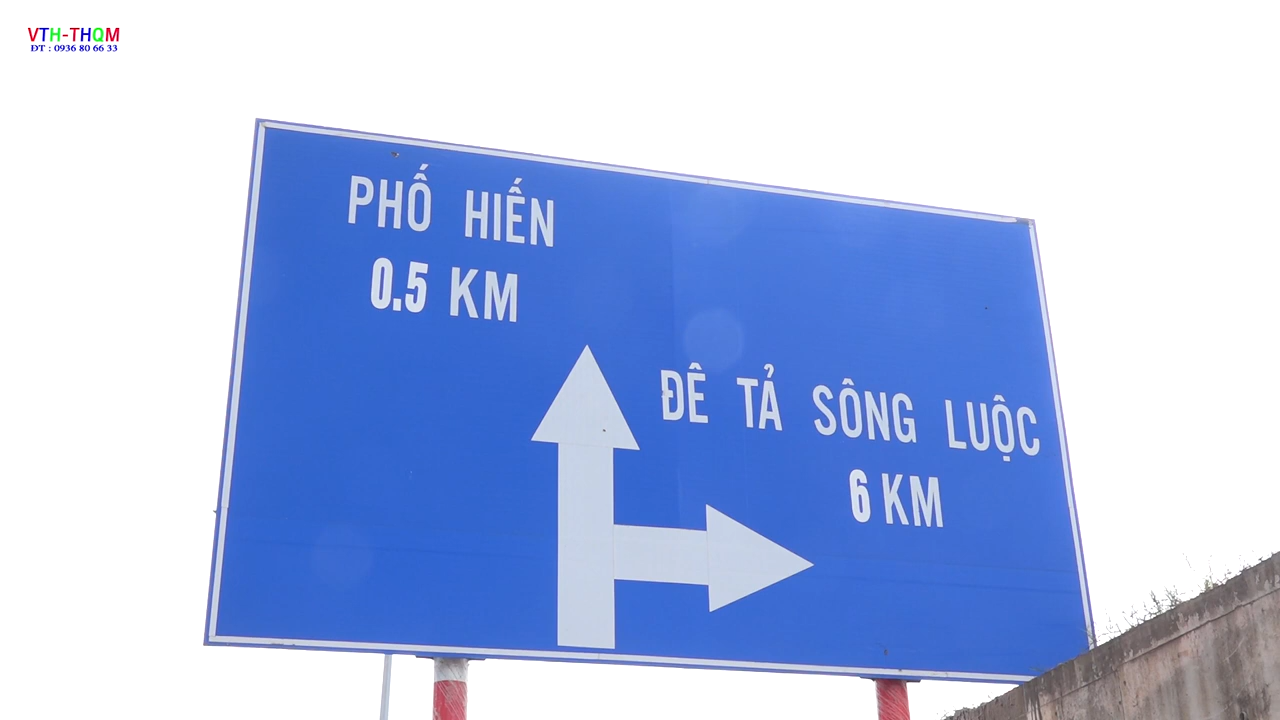 VTH-THQM
ĐT : 0936 80 66 33
PHỐ HIẾN
0.5 KM
ĐÊ TẢ SÔNG LUỘC
6 KM